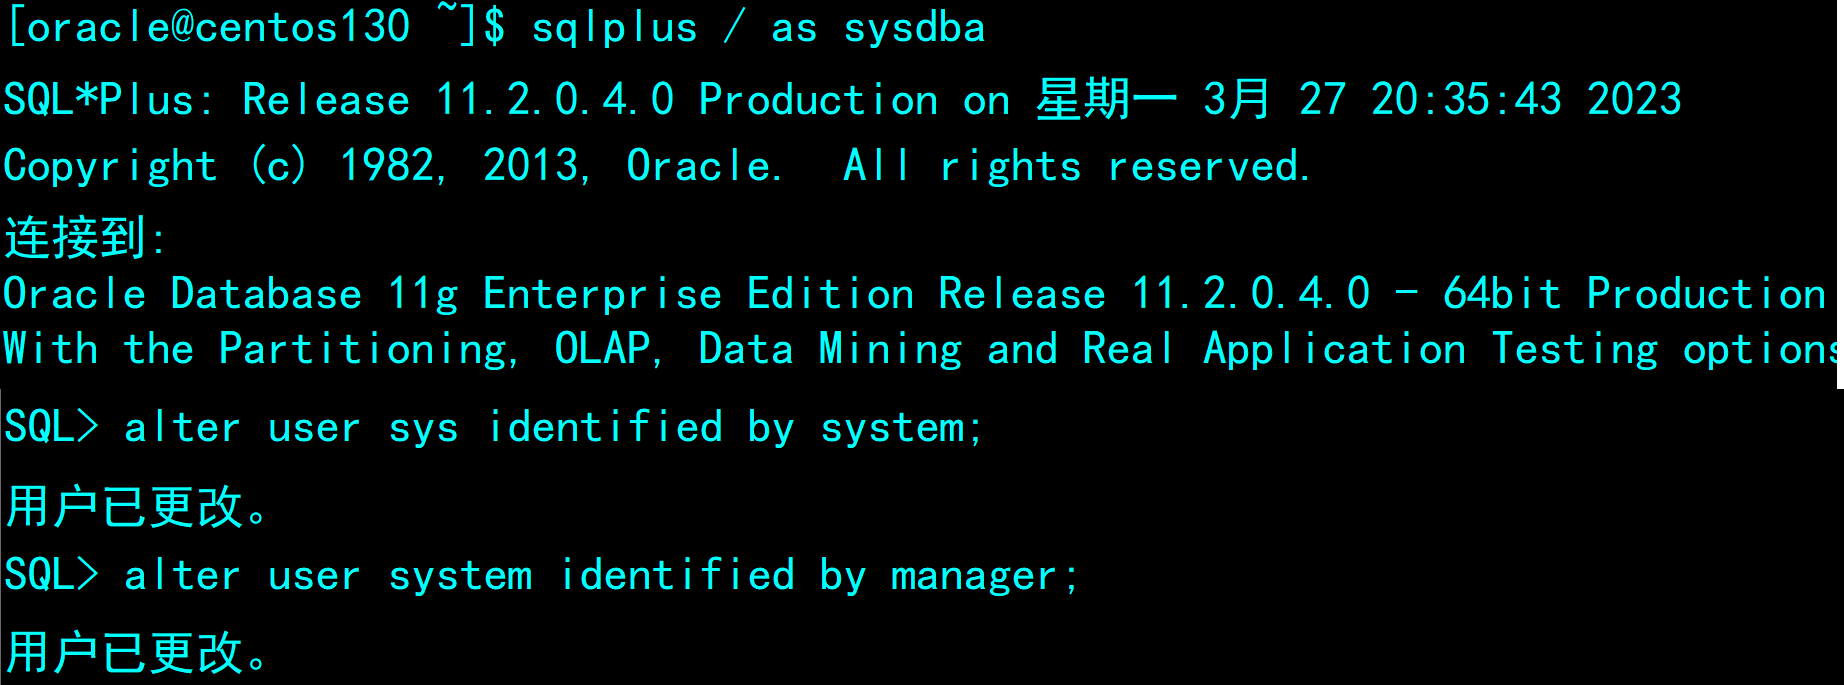 [oracle@centos130 ~]$ sqlplus / as sysdba
SQL*Plus: Release 11.2.0.4.0 Production on 星期一 3月 27 20:35:43 2023
Copyright (c) 1982, 2013, Oracle.  All rights reserved.
连接到:
Oracle Database 11g Enterprise Edition Release 11.2.0.4.0 - 64bit Production
With the Partitioning, OLAP, Data Mining and Real Application Testing options
SQL> alter user sys identified by system;
用户已更改。
SQL> alter user system identified by manager;
用户已更改。